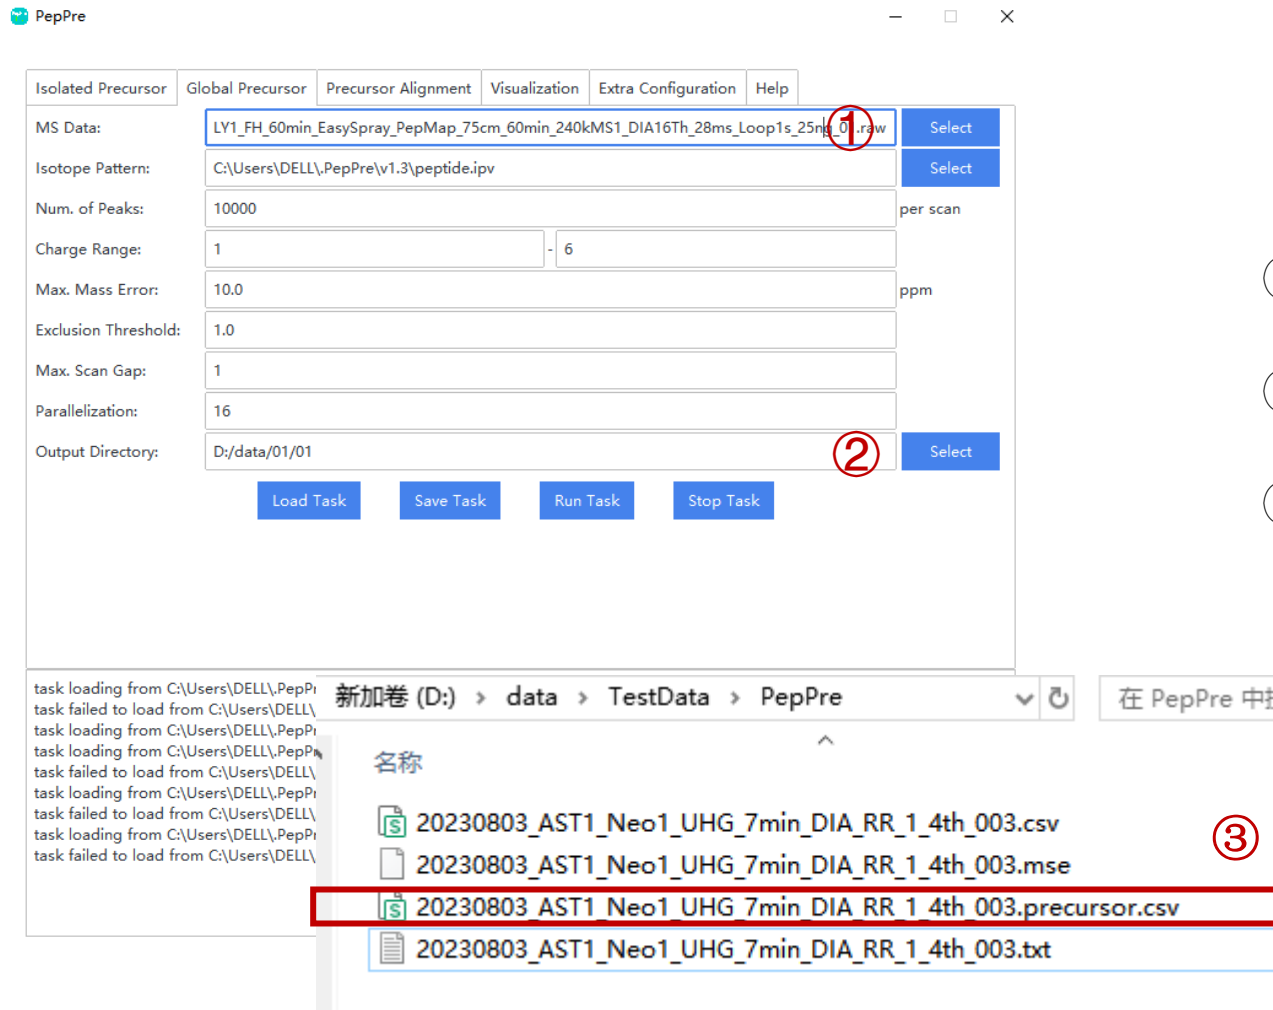 PepPre
Isolated Precursor Global Precursor Precursor Alignment Visualization Extra Configuration Help
MS Data: LY1_FH_60min_EasySpray_PepMap_75cm_60min_240kMS1_DIA16Th_28ms_Loop1s_25ng_0 .raw ① Select
Isotope Pattern: C:\Users\DELL\.PepPre\v1.3\peptide.ipv Select
Num. of Peaks: 10000 per scan
Charge Range: 1 - 6
Max. Mass Error: 10.0 ppm
Exclusion Threshold: 1.0
Max. Scan Gap: 1
Parallelization: 16
Output Directory: D:/data/01/01 ② Select
Load Task Save Task Run Task Stop Task
task loading from C:\Users\DELL\.PepPr
task failed to load from C:\Users\DELL\
task loading from C:\Users\DELL\.PepPr
task loading from C:\Users\DELL\.PepPr
task failed to load from C:\Users\DELL\
task loading from C:\Users\DELL\.PepPr
task failed to load from C:\Users\DELL\
task loading from C:\Users\DELL\.PepPr
task failed to load from C:\Users\DELL\
新加卷 (D:) > data > TestData > PepPre
在 PepPre 中
名称
20230803_AST1_Neo1_UHG_7min_DIA_RR_1_4th_003.csv
③
20230803_AST1_Neo1_UHG_7min_DIA_RR_1_4th_003.mse
20230803_AST1_Neo1_UHG_7min_DIA_RR_1_4th_003.precursor.csv
20230803_AST1_Neo1_UHG_7min_DIA_RR_1_4th_003.txt